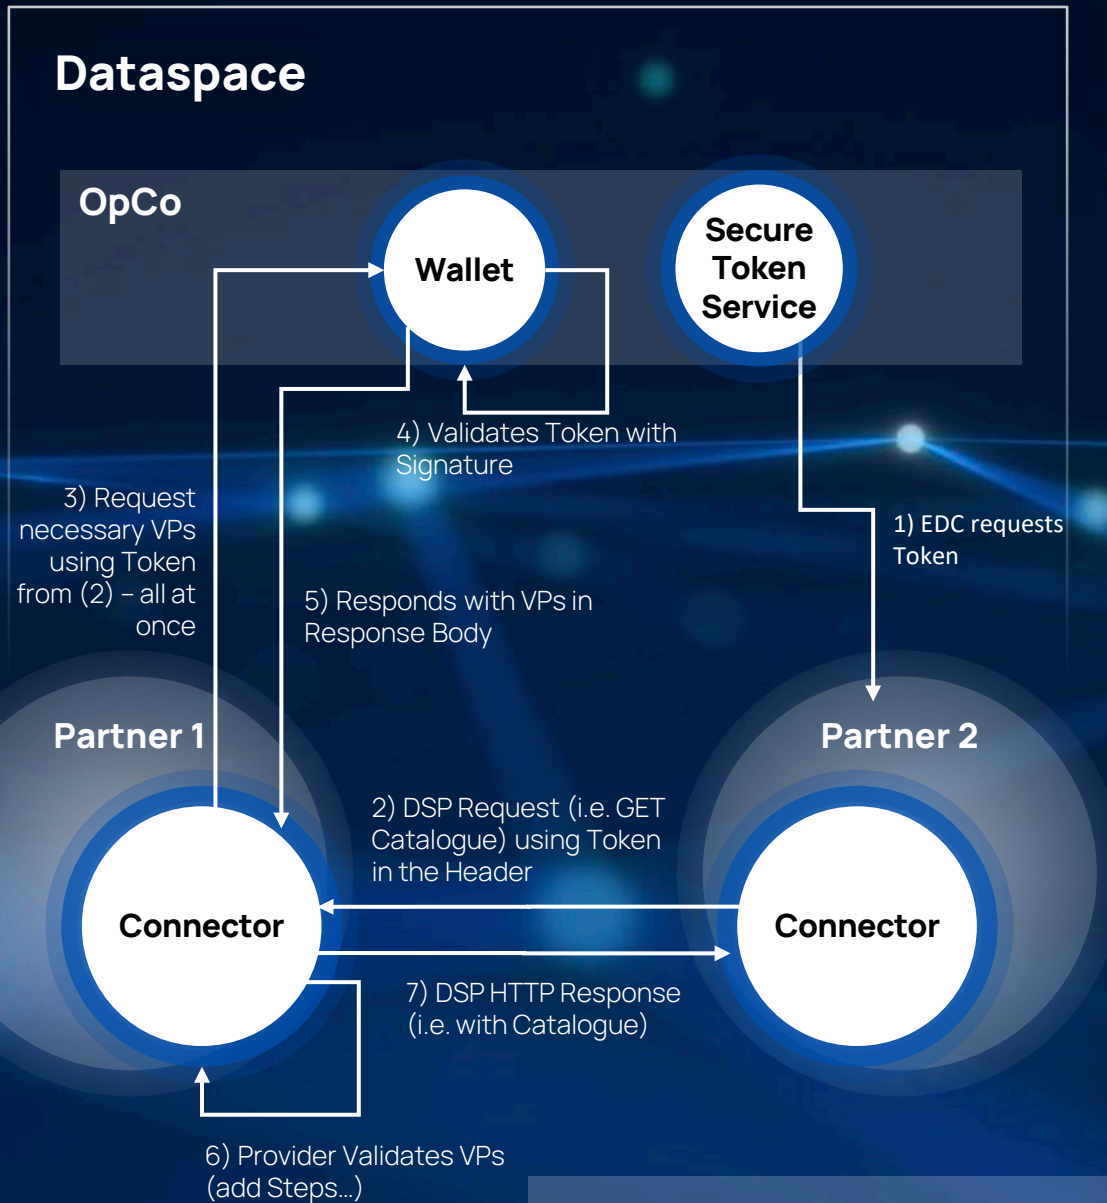 Dataspace
OpCo
Wallet
Secure
Token
Service
4) Validates Token with
Signature
3) Request
necessary VPs
using Token
from (2) – all at
once
1) EDC requests
Token
5) Responds with VPs in
Response Body
Partner 1
Partner 2
2) DSP Request (i.e. GET
Catalogue) using Token
in the Header
Connector
Connector
7) DSP HTTP Response
(i.e. with Catalogue)
6) Provider Validates VPs
(add Steps...)